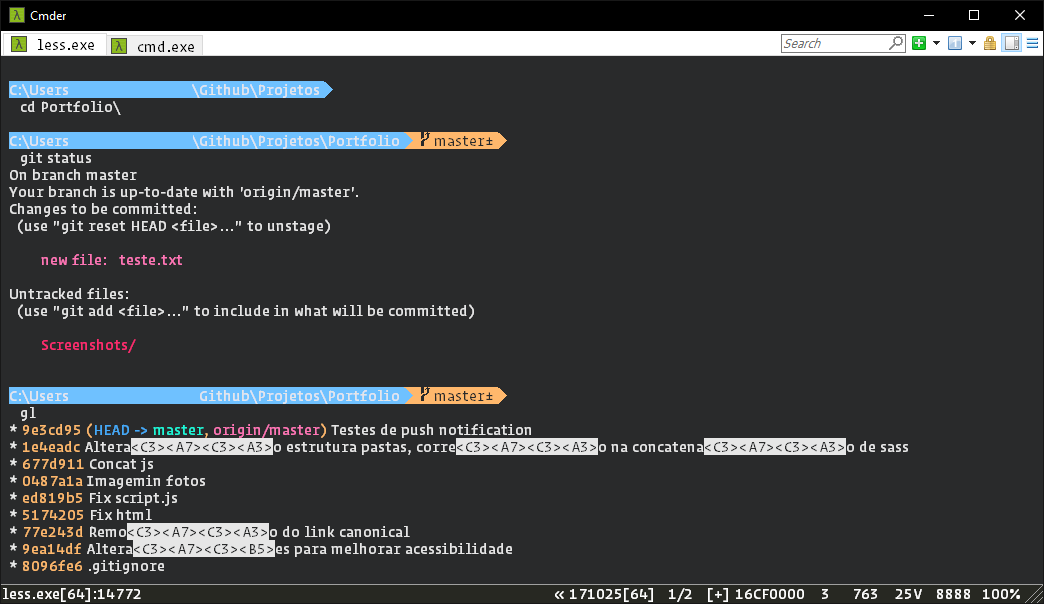 Cmder
less.exe
cmd.exe
Search
C:\Users \Github\Projetos
cd Portfolio\
C:\Users \Github\Projetos\Portfolio master±
git status
On branch master
Your branch is up-to-date with 'origin/master'.
Changes to be committed:
(use "git reset HEAD <file>..." to unstage)
new file: teste.txt
Untracked files:
(use "git add <file>..." to include in what will be committed)
Screenshots/
C:\Users Github\Projetos\Portfolio master±
gl
* 9e3cd95 (HEAD -> master, origin/master) Testes de push notification
* 1e4eadc Altera<C3><A7><C3><A3>o estrutura pastas, corre<C3><A7><C3><A3>o na concatena<C3><A7><C3><A3>o de sass
* 677d911 Concat js
* 0487a1a Imagemin fotos
* ed819b5 Fix script.js
* 5174205 Fix html
* 77e243d Remo<C3><A7><C3><A3>o do link canonical
* 9ea14df Altera<C3><A7><C3><B5>es para melhorar acessibilidade
* 8096fe6 .gitignore
less.exe[64]:14772 « 171025[64] 1/2 [+] 16CF0000 3 763 25V 8888 100%